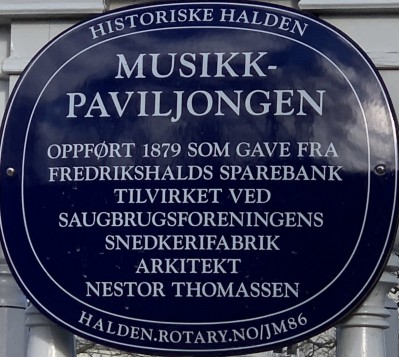 HISTORISKE HALDEN
MUSIKK-
PAVILJONGEN
OPPFØRT 1879 SOM GAVE FRA
FREDRIKSHALDS SPAREBANK
TILVIRKET VED
SAUGBRUGSFORENINGENS
SNEDKERIFABRIK
ARKITEKT
NESTOR THOMASSEN
HALDEN.ROTARY.NO/JM86